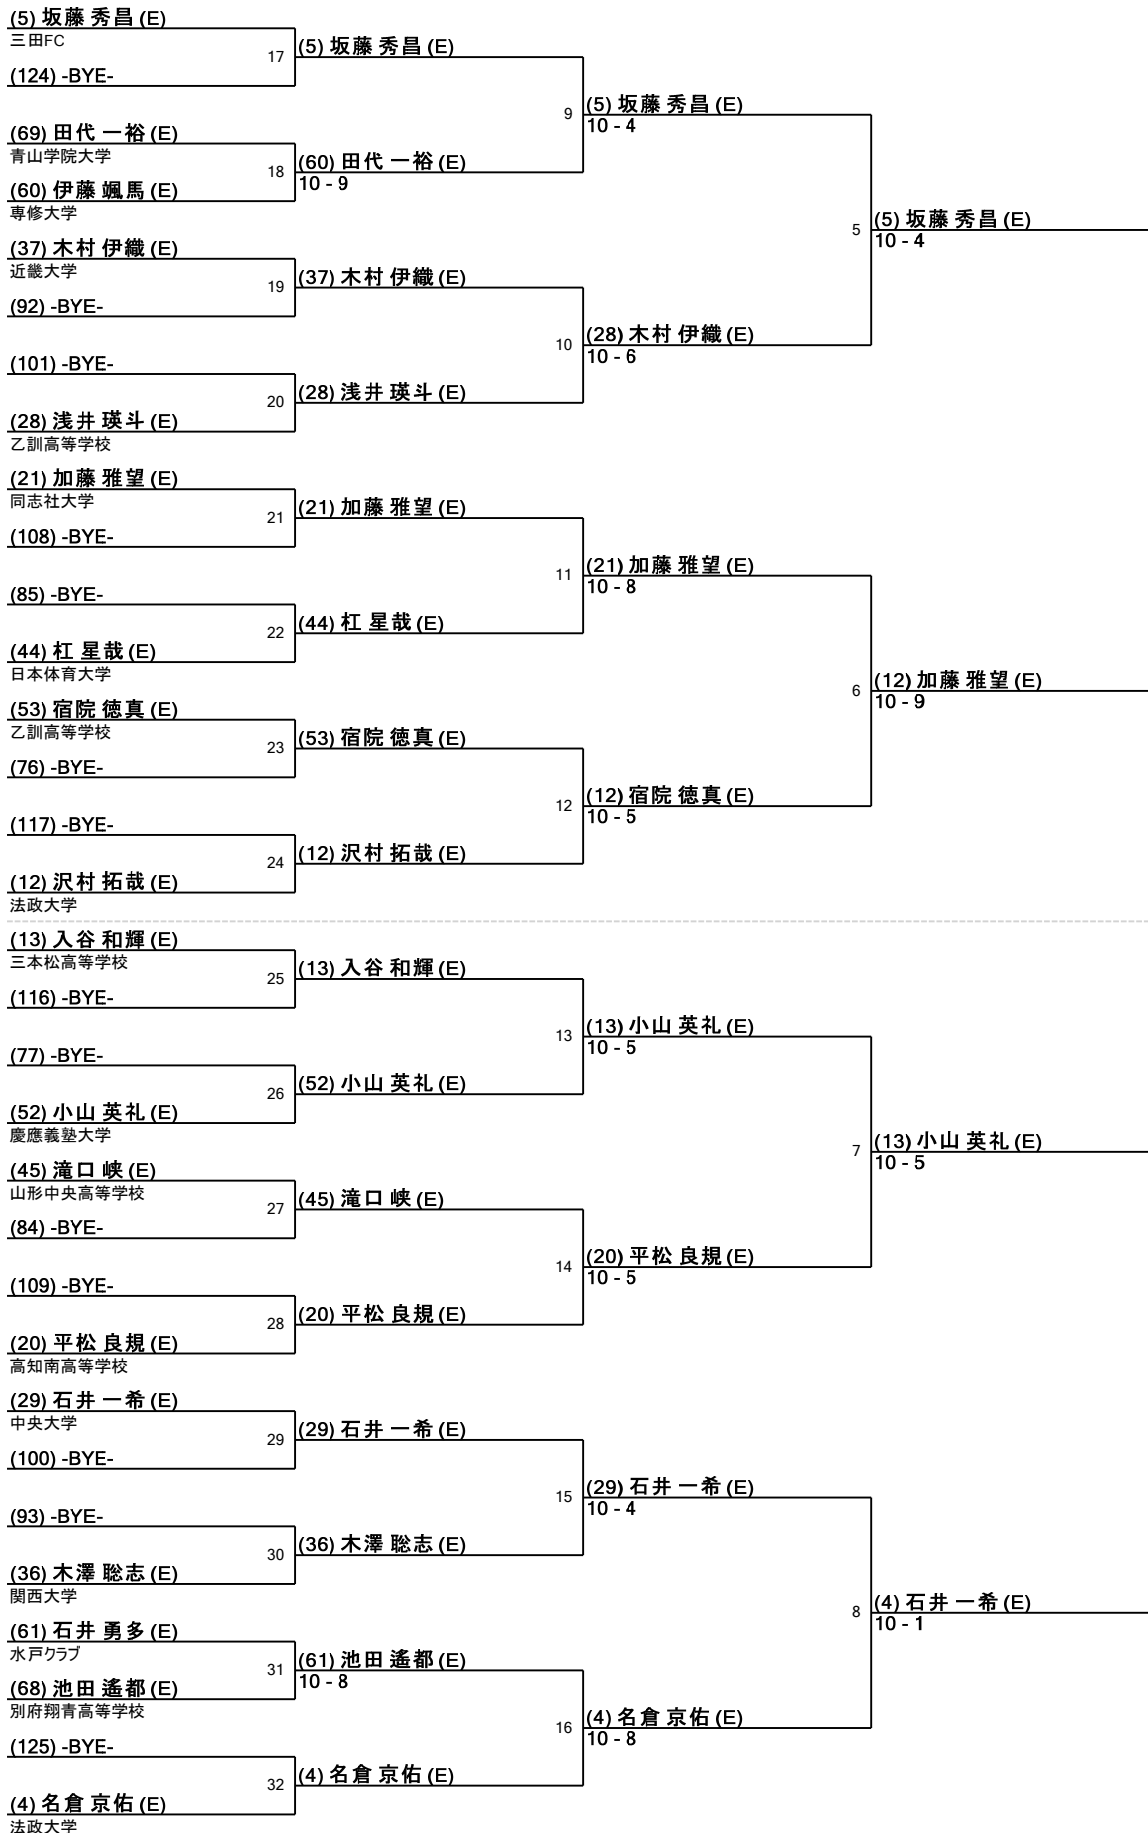 (5) 坂藤 秀昌 (E)
三田FC
(124) -BYE-
(69) 田代 一裕 (E)
青山学院大学
(60) 伊藤 颯馬 (E)
専修大学
(37) 木村 伊織 (E)
近畿大学
(92) -BYE-
(101) -BYE-
(28) 浅井 瑛斗 (E)
乙訓高等学校
(21) 加藤 雅望 (E)
同志社大学
(108) -BYE-
(85) -BYE-
(44) 杠 星哉 (E)
日本体育大学
(53) 宿院 徳真 (E)
乙訓高等学校
(76) -BYE-
(117) -BYE-
(12) 沢村 拓哉 (E)
法政大学
(13) 入谷 和輝 (E)
三本松高等学校
(116) -BYE-
(77) -BYE-
(52) 小山 英礼 (E)
慶應義塾大学
(45) 滝口 峡 (E)
山形中央高等学校
(84) -BYE-
(109) -BYE-
(20) 平松 良規 (E)
高知南高等学校
(29) 石井 一希 (E)
中央大学
(100) -BYE-
(93) -BYE-
(36) 木澤 聡志 (E)
関西大学
(61) 石井 勇多 (E)
水戸クラブ
(68) 池田 遙都 (E)
別府翔青高等学校
(125) -BYE-
(4) 名倉 京佑 (E)
法政大学
17
(5) 坂藤 秀昌 (E)
18
(60) 田代 一裕 (E)
10 - 9
19
(37) 木村 伊織 (E)
20
(28) 浅井 瑛斗 (E)
21
(21) 加藤 雅望 (E)
22
(44) 杠 星哉 (E)
23
(53) 宿院 徳真 (E)
24
(12) 沢村 拓哉 (E)
25
(13) 入谷 和輝 (E)
26
(52) 小山 英礼 (E)
27
(45) 滝口 峡 (E)
28
(20) 平松 良規 (E)
29
(29) 石井 一希 (E)
30
(36) 木澤 聡志 (E)
31
(61) 池田 遙都 (E)
10 - 8
32
(4) 名倉 京佑 (E)
9
(5) 坂藤 秀昌 (E)
10 - 4
10
(28) 木村 伊織 (E)
10 - 6
11
(21) 加藤 雅望 (E)
10 - 8
12
(12) 宿院 徳真 (E)
10 - 5
13
(13) 小山 英礼 (E)
10 - 5
14
(20) 平松 良規 (E)
10 - 5
15
(29) 石井 一希 (E)
10 - 4
16
(4) 名倉 京佑 (E)
10 - 8
5
(5) 坂藤 秀昌 (E)
10 - 4
6
(12) 加藤 雅望 (E)
10 - 9
7
(13) 小山 英礼 (E)
10 - 5
8
(4) 石井 一希 (E)
10 - 1